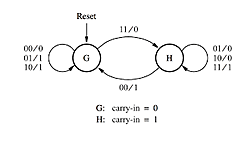 Reset
11/0
00/0
01/1
10/1
G
H
01/0
10/0
11/1
00/1
G: carry-in = 0
H: carry-in = 1